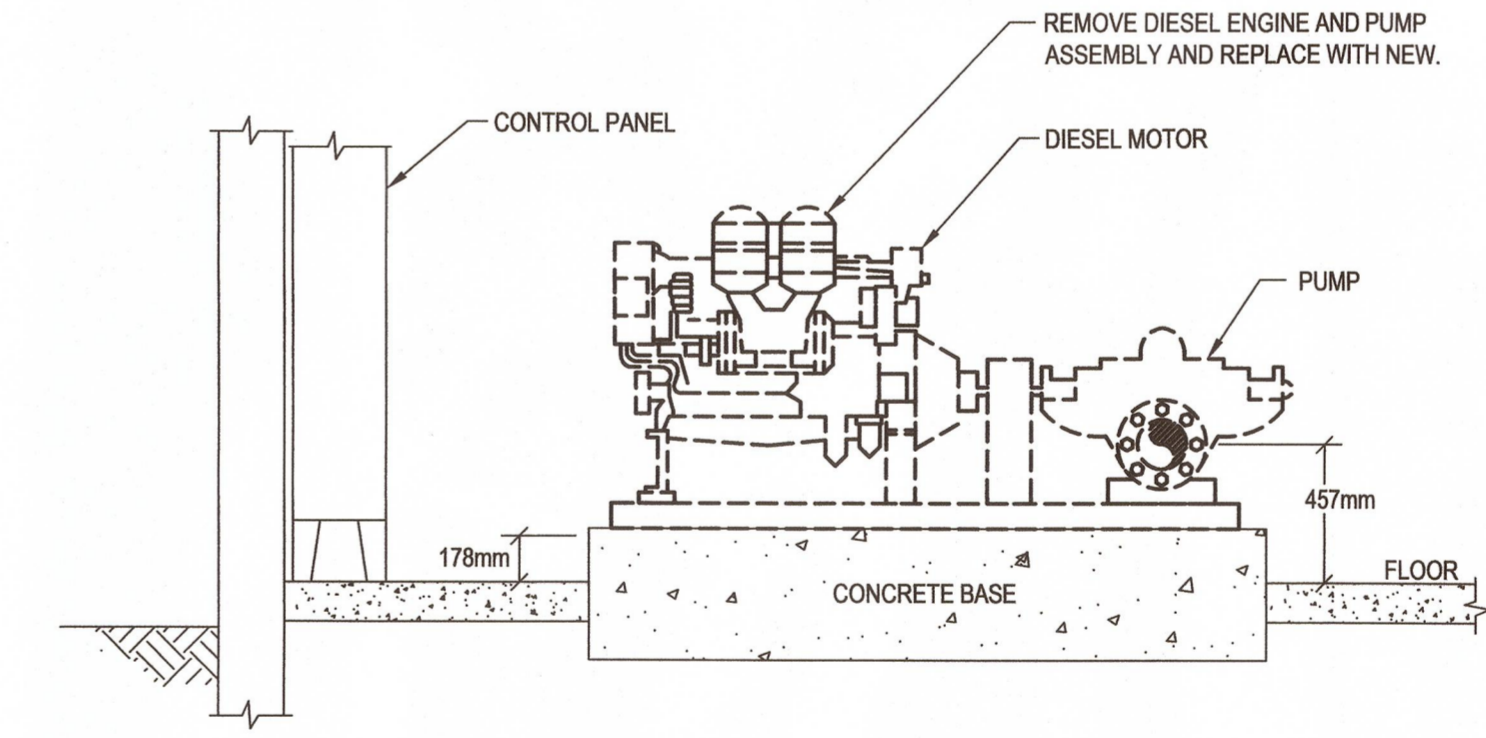 REMOVE DIESEL ENGINE AND PUMP
ASSEMBLY AND REPLACE WITH NEW.
CONTROL PANEL
DIESEL MOTOR
PUMP
457mm
178mm
FLOOR
CONCRETE BASE